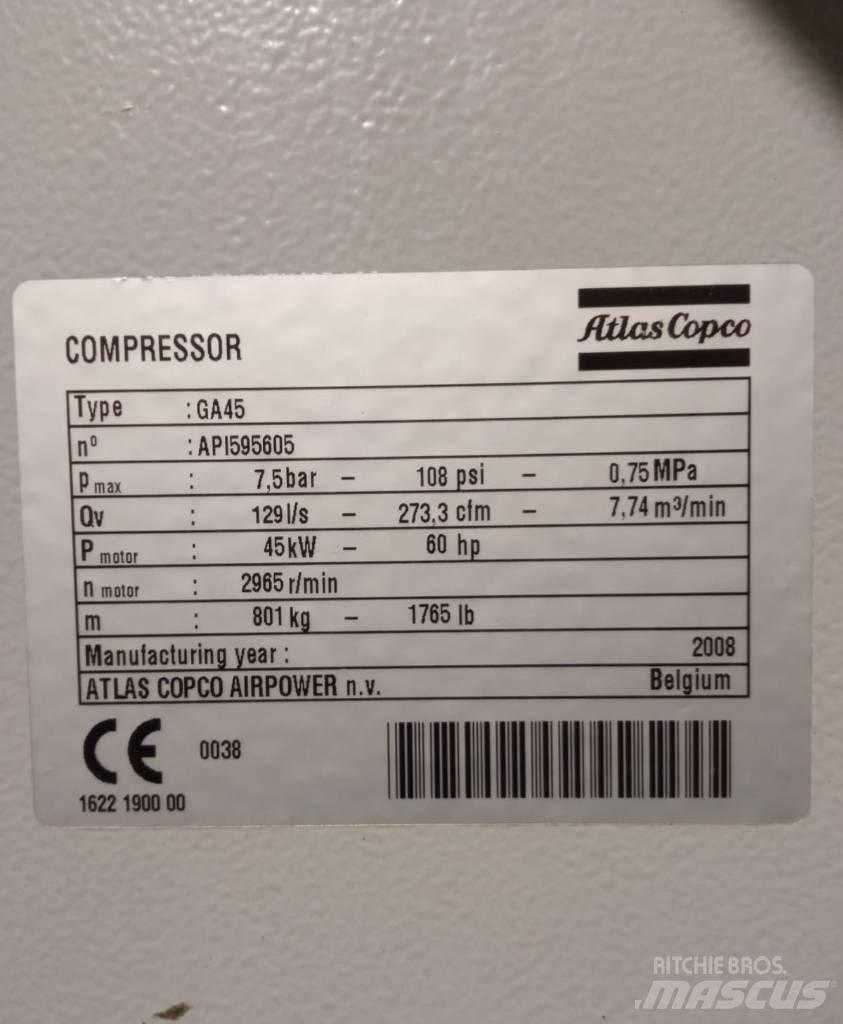 Atlas Copco
COMPRESSOR
Type : GA45
n° : API595605
p max : 7,5 bar – 108 psi – 0,75 MPa
Qv : 129 l/s – 273,3 cfm – 7,74 m³/min
P motor : 45 kW – 60 hp
n motor : 2965 r/min
m : 801 kg – 1765 lb
Manufacturing year : 2008
ATLAS COPCO AIRPOWER n.v. Belgium
CE 0038
1622 1900 00
RITCHIE BROS.
MASCUS